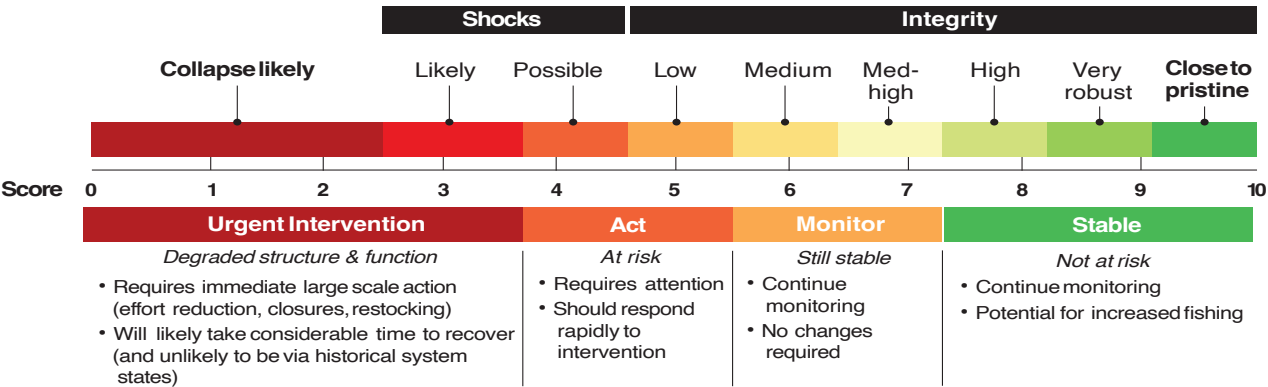 Shocks Integrity
Collapse likely Likely Possible Low Medium Med-high High Very robust Close to pristine
Score 0 1 2 3 4 5 6 7 8 9 10
Urgent Intervention Act Monitor Stable
Degraded structure & function
• Requires immediate large scale action
(effort reduction, closures, restocking)
• Will likely take considerable time to recover
(and unlikely to be via historical system
states)
At risk
• Requires attention
• Should respond
rapidly to
intervention
Still stable
• Continue
monitoring
• No changes
required
Not at risk
• Continue monitoring
• Potential for increased fishing